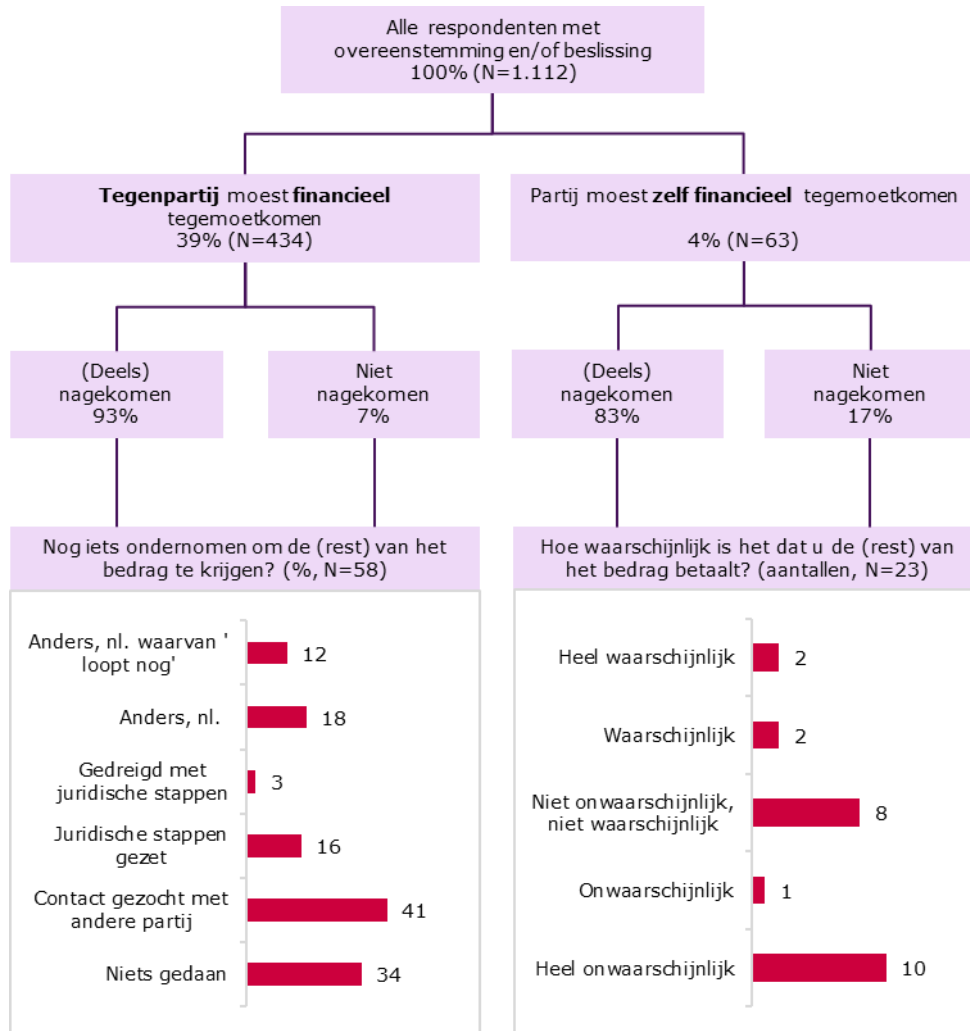 Alle respondenten met
overeenstemming en/of beslissing
100% (N=1.112)
Tegenpartij moest financieel
tegemoetkomen
39% (N=434)
Partij moest zelf financieel tegemoetkomen
4% (N=63)
(Deels)
nagekomen
93%
Niet
nagekomen
7%
(Deels)
nagekomen
83%
Niet
nagekomen
17%
Nog iets ondernomen om de (rest) van het
bedrag te krijgen? (%, N=58)
Anders, nl. waarvan '
loopt nog'
12
Anders, nl.
18
Gedreigd met
juridische stappen
3
Juridische stappen
gezet
16
Contact gezocht met
andere partij
41
Niets gedaan
34
Hoe waarschijnlijk is het dat u de (rest) van
het bedrag betaalt? (aantallen, N=23)
Heel waarschijnlijk
2
Waarschijnlijk
2
Niet onwaarschijnlijk,
niet waarschijnlijk
8
Onwaarschijnlijk
1
Heel onwaarschijnlijk
10